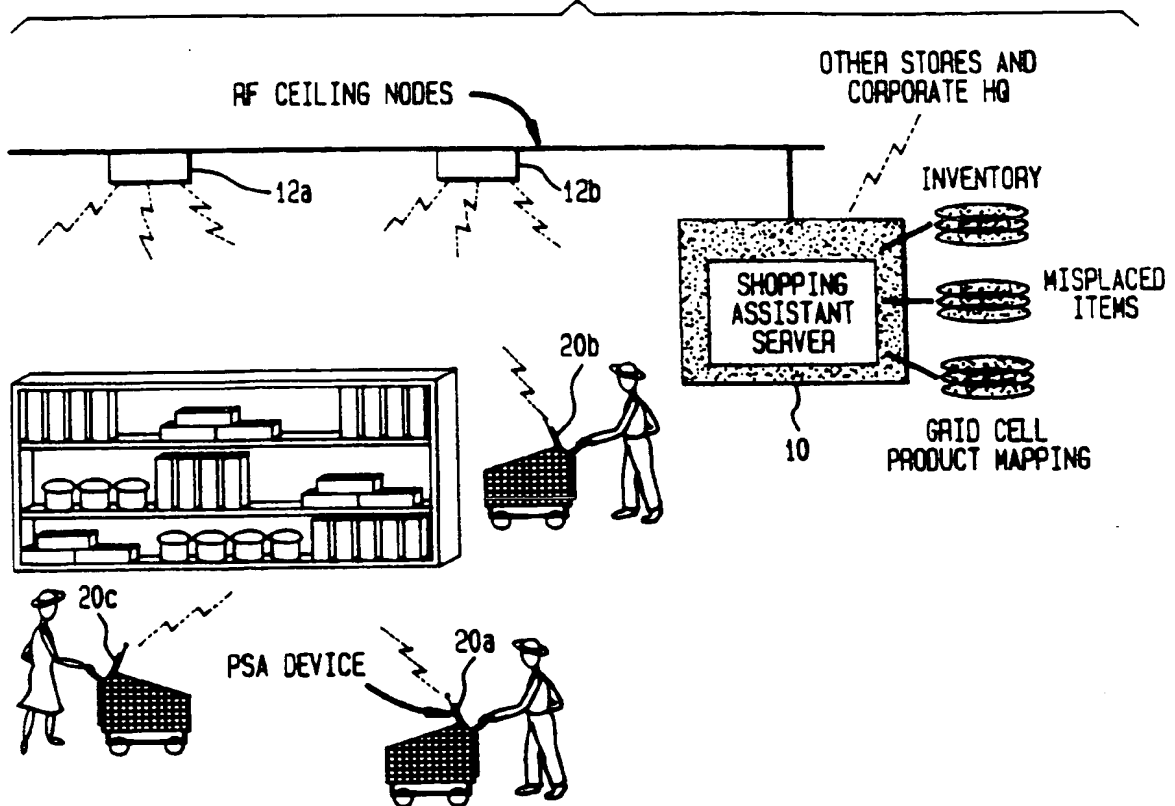 OTHER STORES AND
CORPORATE HQ
RF CEILING NODES
12a
12b
INVENTORY
MISPLACED
ITEMS
SHOPPING
ASSISTANT
SERVER
10
GRID CELL
PRODUCT MAPPING
20b
20c
20a
PSA DEVICE